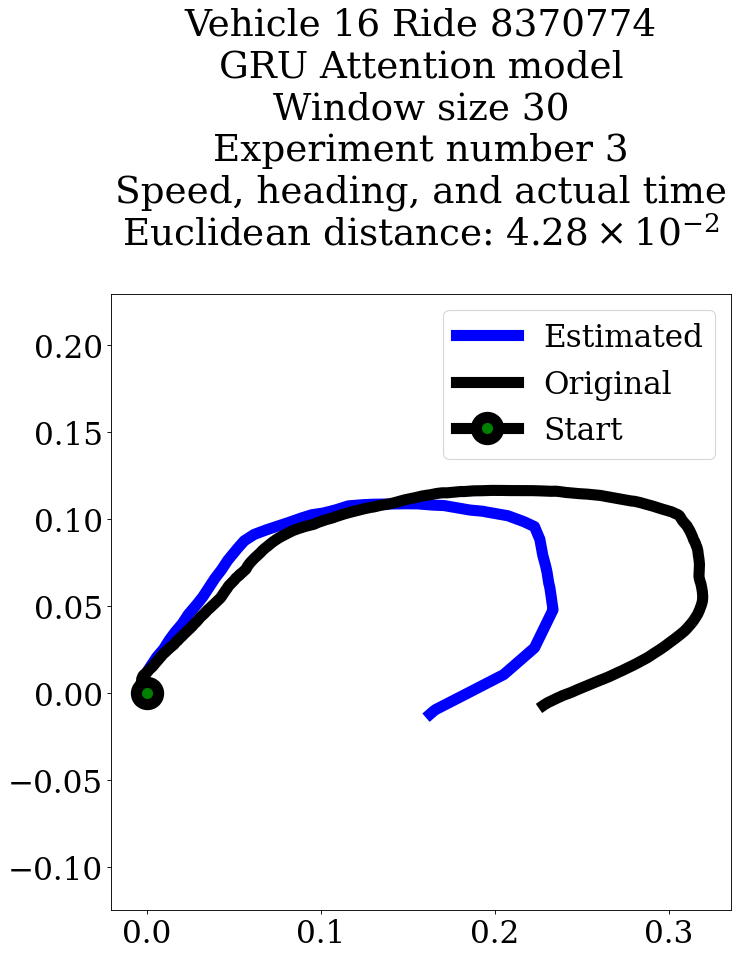 Vehicle 16 Ride 8370774
GRU Attention model
Window size 30
Experiment number 3
Speed, heading, and actual time
Euclidean distance: 4.28 × 10⁻²
Estimated
Original
Start
0.20
0.15
0.10
0.05
0.00
−0.05
−0.10
0.0 0.1 0.2 0.3